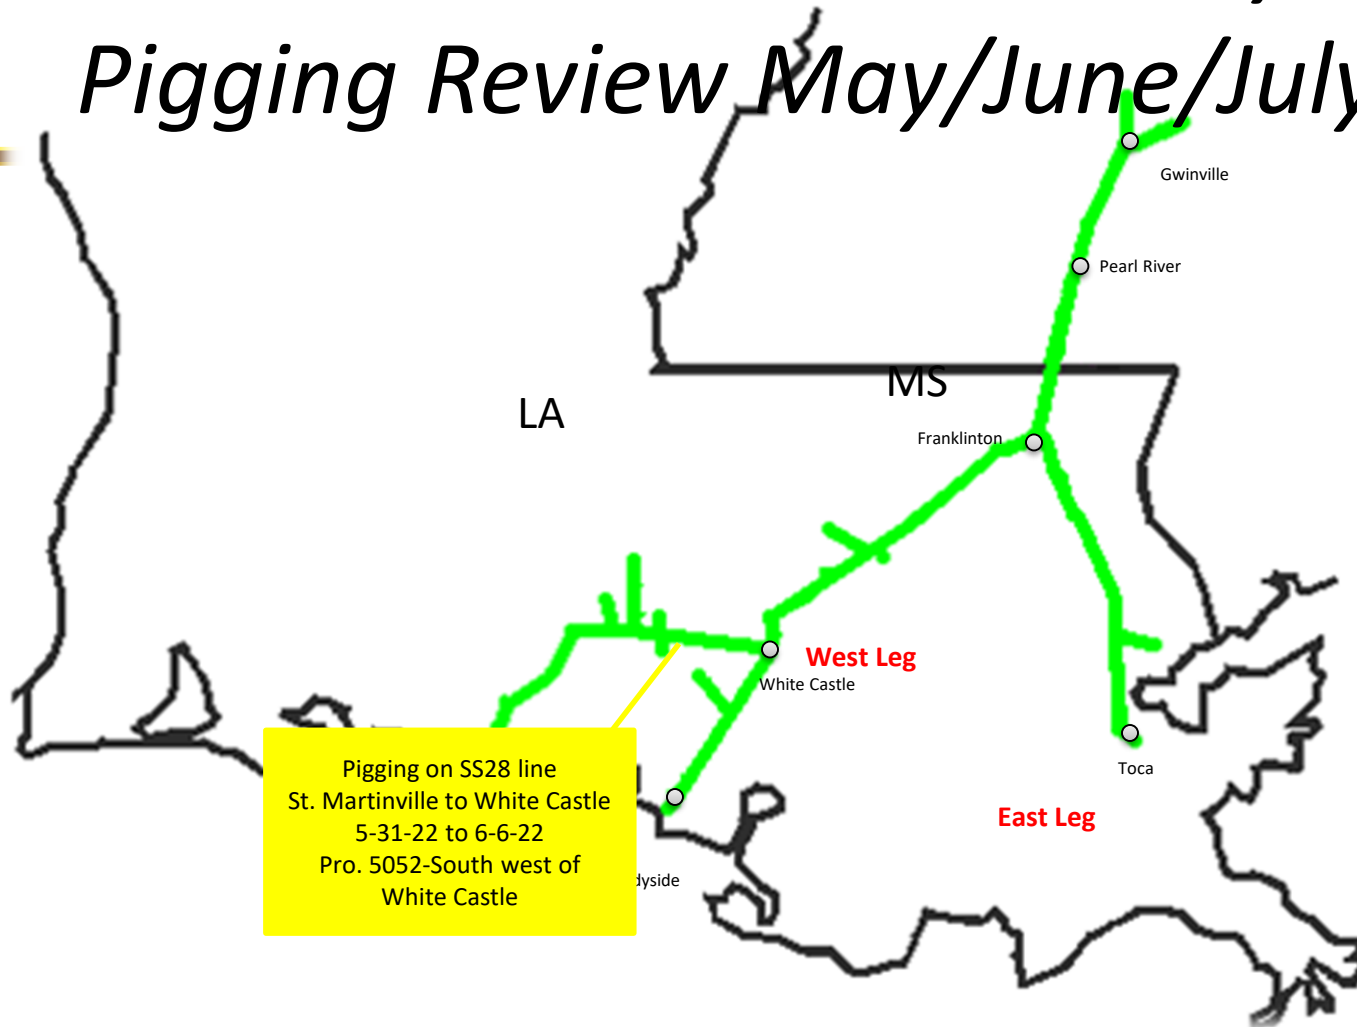 Pigging Review May/June/July
Gwinville
Pearl River
MS
LA
Franklinton
West Leg
White Castle
Toca
East Leg
Pigging on SS28 line
St. Martinville to White Castle
5-31-22 to 6-6-22
Pro. 5052-South west of
White Castle
dyside